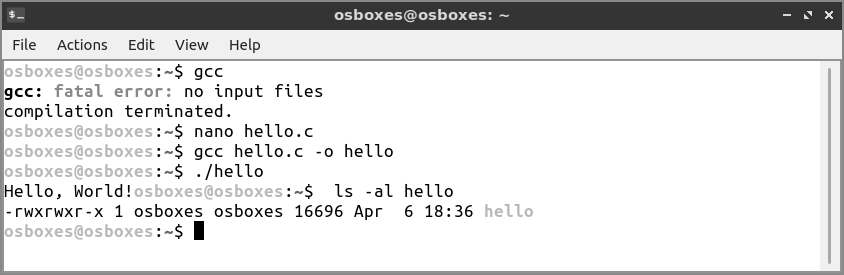 osboxes@osboxes: ~
File Actions Edit View Help
osboxes@osboxes:~$ gcc
gcc: fatal error: no input files
compilation terminated.
osboxes@osboxes:~$ nano hello.c
osboxes@osboxes:~$ gcc hello.c -o hello
osboxes@osboxes:~$ ./hello
Hello, World!osboxes@osboxes:~$  ls -al hello
-rwxrwxr-x 1 osboxes osboxes 16696 Apr  6 18:36 hello
osboxes@osboxes:~$